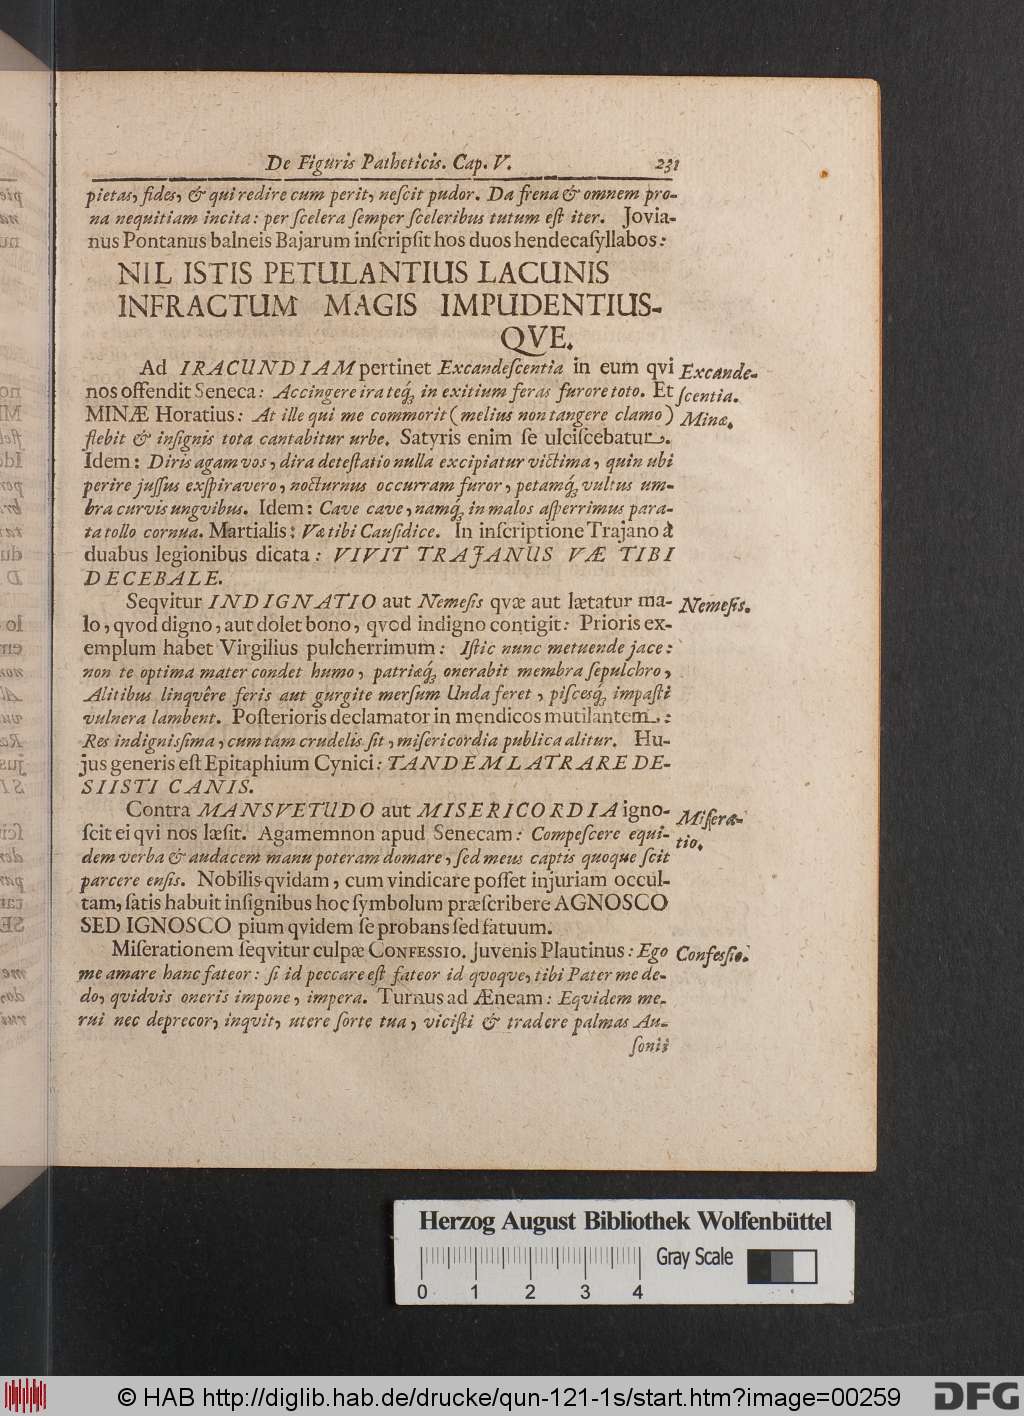 De Figuris Patheticis. Cap. V. 231
pietas, fides, & qui redire cum perit, neſcit pudor. Da frena & omnem pro-
na nequitiam incita: per ſcelera ſemper ſceleribus tutum eſt iter. Jovia-
nus Pontanus balneis Bajarum inſcripſit hos duos hendecaſyllabos:
NIL ISTIS PETULANTIUS LACUNIS
INFRACTUM MAGIS IMPUDENTIUS-
QVE.
Ad IRACUNDIAM pertinet Excandeſcentia in eum qvi
nos offendit Seneca: Accingere ira teq́; in exitium feras furore toto. Et
MINÆ Horatius: At ille qui me commorit (melius non tangere clamo)
flebit & inſignis tota cantabitur urbe. Satyris enim ſe ulciſcebatur.
Idem: Diris agam vos, dira deteſtatio nulla excipiatur victima, quin ubi
perire juſſus exſpiravero, nocturnus occurram furor, petamq́; vultus um-
bra curvis ungvibus. Idem: Cave cave, namq́; in malos aſperrimus para-
ta tollo cornua. Martialis: Væ tibi Cauſidice. In inſcriptione Trajano à
duabus legionibus dicata: VIVIT TRAJANUS VÆ TIBI
DECEBALE.
Seqvitur INDIGNATIO aut Nemeſis qvæ aut lætatur ma-
lo, qvod digno, aut dolet bono, qvod indigno contigit: Prioris ex-
emplum habet Virgilius pulcherrimum: Iſtic nunc metuende jace:
non te optima mater condet humo, patriæq́; onerabit membra ſepulchro,
Alitibus linqvêre feris aut gurgite merſum Unda feret, piſcesq́; impaſti
vulnera lambent. Poſterioris declamator in mendicos mutilantem:
Res indignisſima, cum tam crudelis ſit, miſericordia publica alitur. Hu-
jus generis eſt Epitaphium Cynici: TANDEM LATRARE DE-
SIISTI CANIS.
Contra MANSVETUDO aut MISERICORDIA igno-
ſcit ei qvi nos læſit. Agamemnon apud Senecam: Compeſcere equi-
dem verba & audacem manu poteram domare, ſed meus captis quoque ſcit
parcere enſis. Nobilis qvidam, cum vindicare poſſet injuriam occul-
tam, ſatis habuit inſignibus hoc ſymbolum præſcribere AGNOSCO
SED IGNOSCO pium qvidem ſe probans ſed fatuum.
Miſerationem ſeqvitur culpæ CONFESSIO. Juvenis Plautinus: Ego
me amare hanc fateor: ſi id peccare eſt fateor id qvoque, tibi Pater me de-
do, qvidvis oneris impone, impera. Turnus ad Æneam: Eqvidem me-
rui nec deprecor, inqvit, utere ſorte tua, viciſti & tradere palmas Au-
ſonii
Excande-
ſcentia.
Minæ.
Nemeſis.
Miſera-
tio.
Confeſſio.
Herzog August Bibliothek Wolfenbüttel
Gray Scale
0 1 2 3 4
© HAB http://diglib.hab.de/drucke/qun-121-1s/start.htm?image=00259
DFG